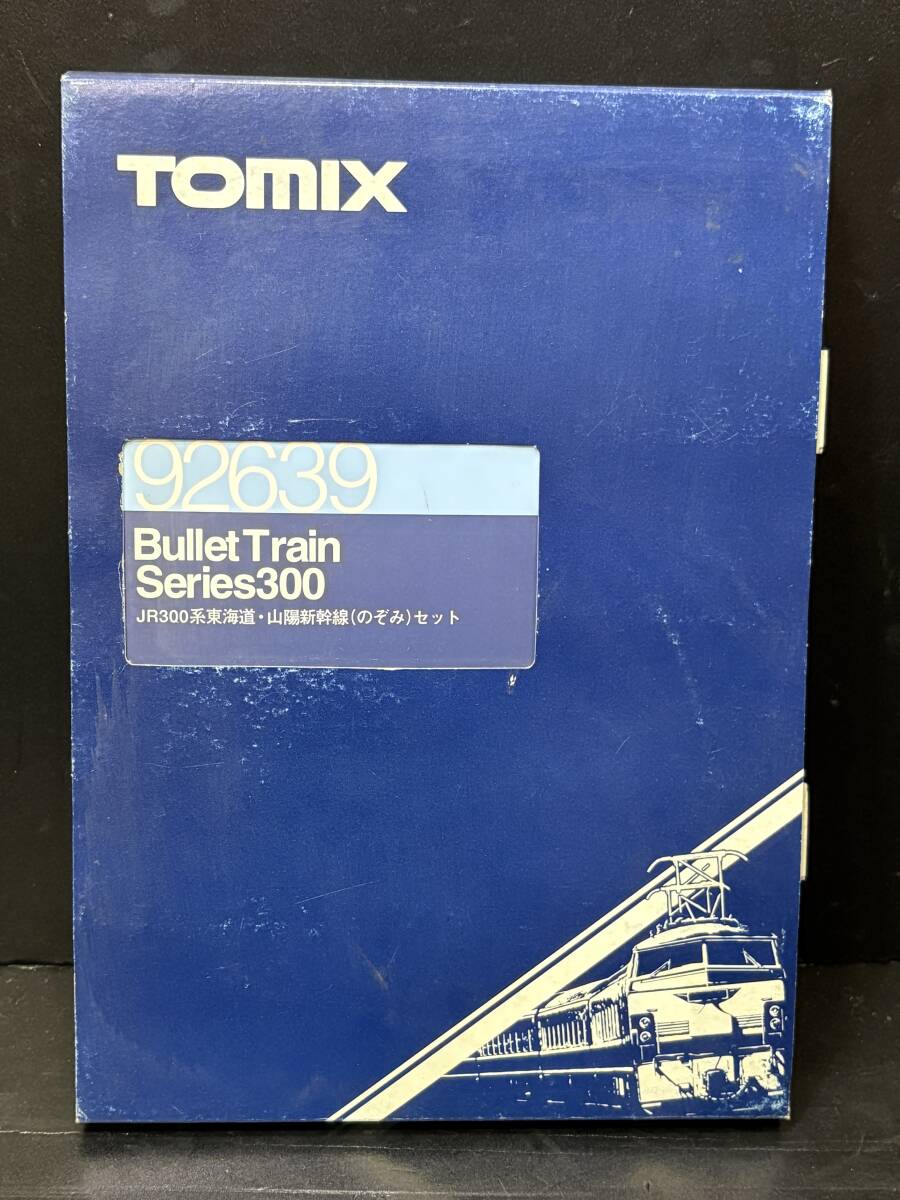 TOMIX
92639
Bullet Train
Series300
JR300系東海道・山陽新幹線(のぞみ)セット